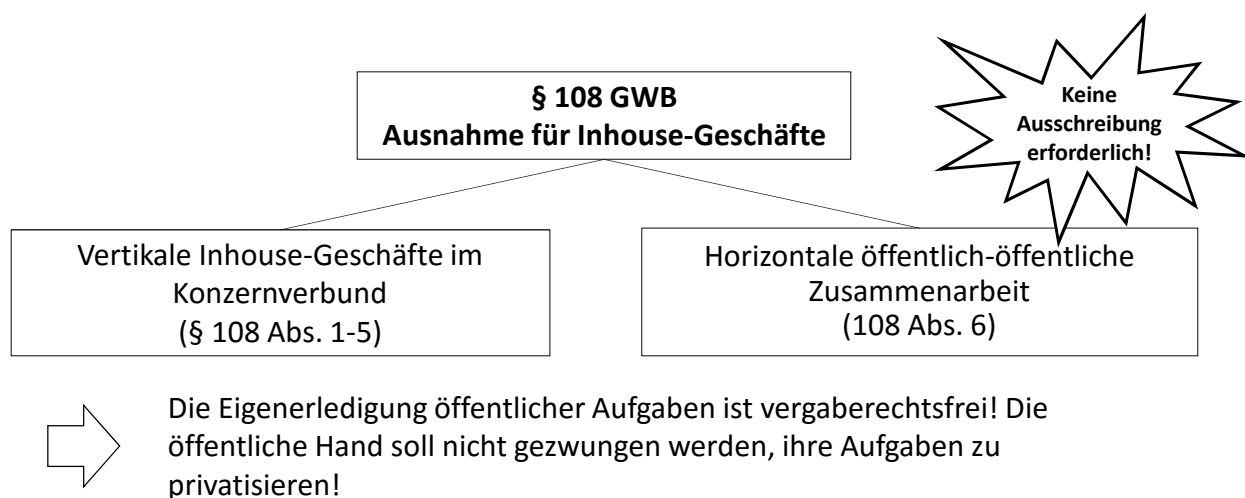 § 108 GWB
Ausnahme für Inhouse-Geschäfte
Keine
Ausschreibung
erforderlich!
Vertikale Inhouse-Geschäfte im
Konzernverbund
(§ 108 Abs. 1-5)
Horizontale öffentlich-öffentliche
Zusammenarbeit
(108 Abs. 6)
Die Eigenerledigung öffentlicher Aufgaben ist vergaberechtsfrei! Die
öffentliche Hand soll nicht gezwungen werden, ihre Aufgaben zu
privatisieren!